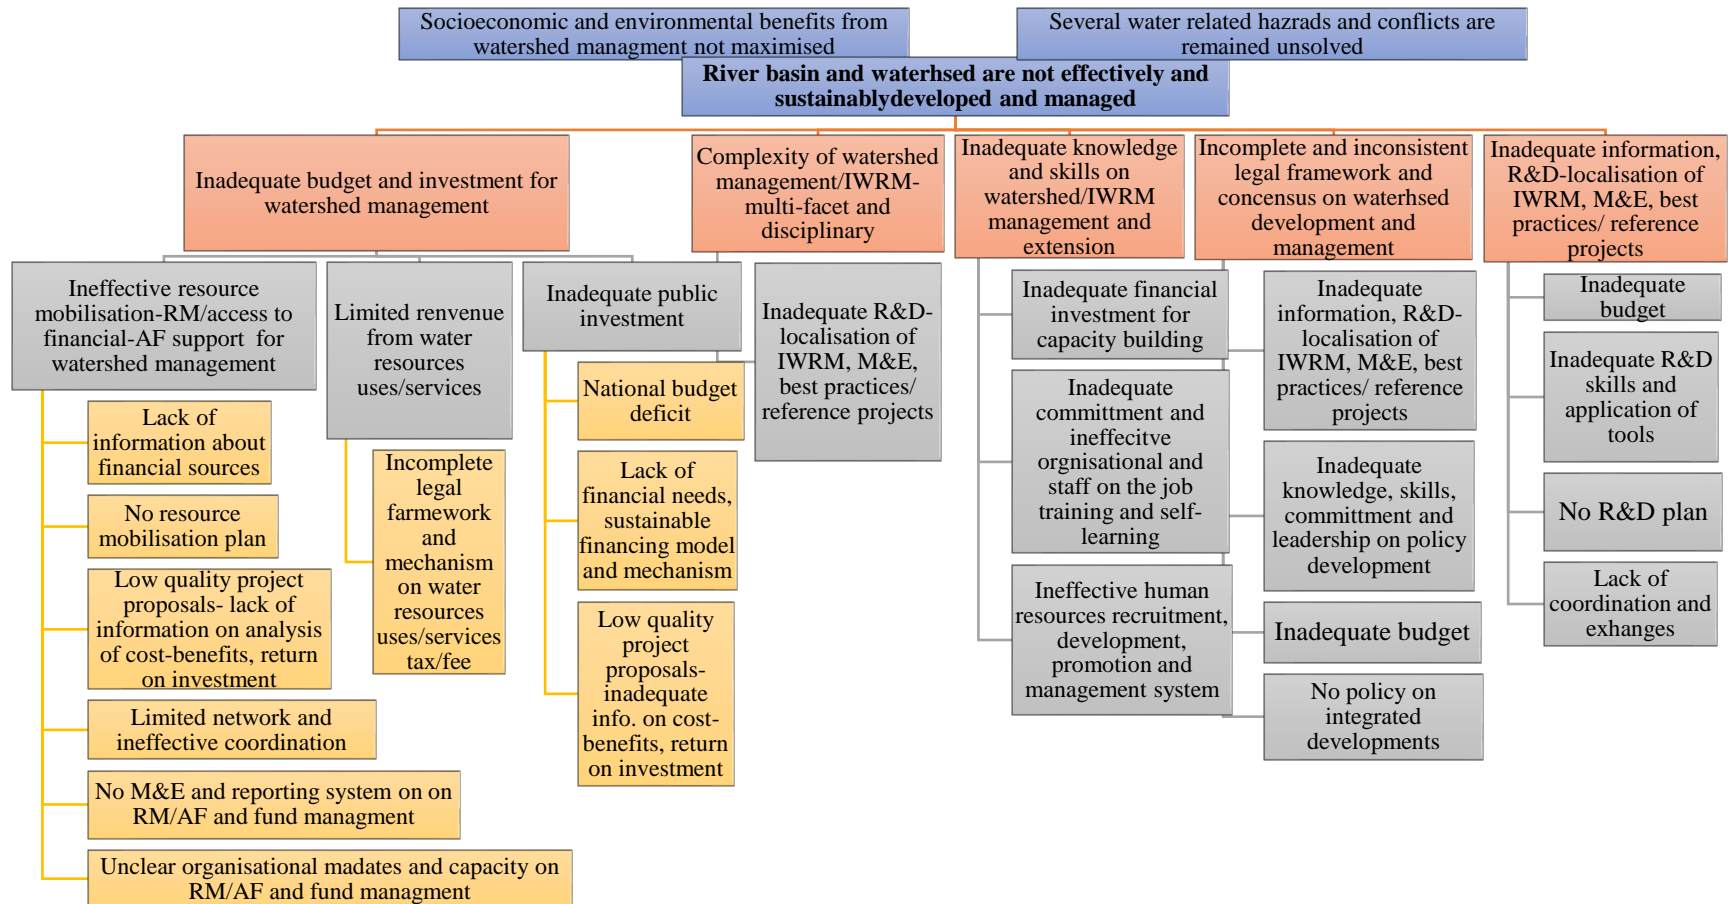 Socioeconomic and environmental benefits from
watershed managment not maximised
Several water related hazrads and conflicts are
remained unsolved
River basin and waterhsed are not effectively and
sustainablydeveloped and managed
Inadequate budget and investment for
watershed management
Complexity of watershed
management/IWRM-
multi-facet and
disciplinary
Inadequate knowledge
and skills on
watershed/IWRM
management and
extension
Incomplete and inconsistent
legal framework and
concensus on waterhsed
development and
management
Inadequate information,
R&D-localisation of
IWRM, M&E, best
practices/ reference
projects
Ineffective resource
mobilisation-RM/access to
financial-AF support for
watershed management
Limited renvenue from
water resources
uses/services
Inadequate public
investment
Inadequate R&D-
localisation of
IWRM, M&E,
best practices/
reference projects
Inadequate financial
investment for
capacity building
Inadequate
information, R&D-
localisation of
IWRM, M&E, best
practices/ reference
projects
Inadequate
budget
Lack of
information about
financial sources
No resource
mobilisation plan
Low quality project
proposals- lack of
information on analysis
of cost-benefits, return
on investment
Limited network and
ineffective coordination
No M&E and reporting system on on
RM/AF and fund managment
Unclear organisational madates and capacity on
RM/AF and fund managment
Incomplete
legal
farmework
and
mechanism
on water
resources
uses/services
tax/fee
National budget
deficit
Lack of
financial needs,
sustainable
financing model
and mechanism
Low quality
project
proposals-
inadequate
info. on cost-
benefits, return
on investment
Inadequate
committment and
ineffecitve
orgnisational and
staff on the job
training and self-
learning
Ineffective human
resources recruitment,
development,
promotion and
management system
Inadequate
knowledge, skills,
committment and
leadership on policy
development
Inadequate budget
No policy on
integrated
developments
Inadequate R&D
skills and
application of
tools
No R&D plan
Lack of
coordination and
exhanges